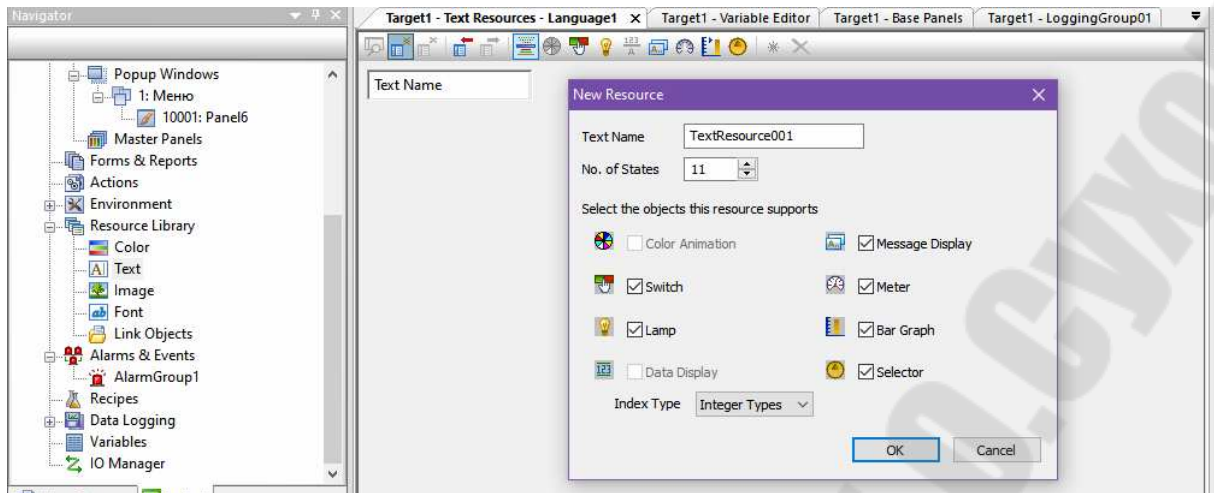 Navigator
Popup Windows
1: Меню
10001: Panel6
Master Panels
Forms & Reports
Actions
Environment
Resource Library
Color
Text
Image
Font
Link Objects
Alarms & Events
AlarmGroup1
Recipes
Data Logging
Variables
IO Manager
Target1 - Text Resources - Language1 X
Target1 - Variable Editor
Target1 - Base Panels
Target1 - LoggingGroup01
Text Name
New Resource
Text Name TextResource001
No. of States 11
Select the objects this resource supports
Color Animation
Message Display
Switch
Meter
Lamp
Bar Graph
Data Display
Selector
Index Type Integer Types
OK Cancel